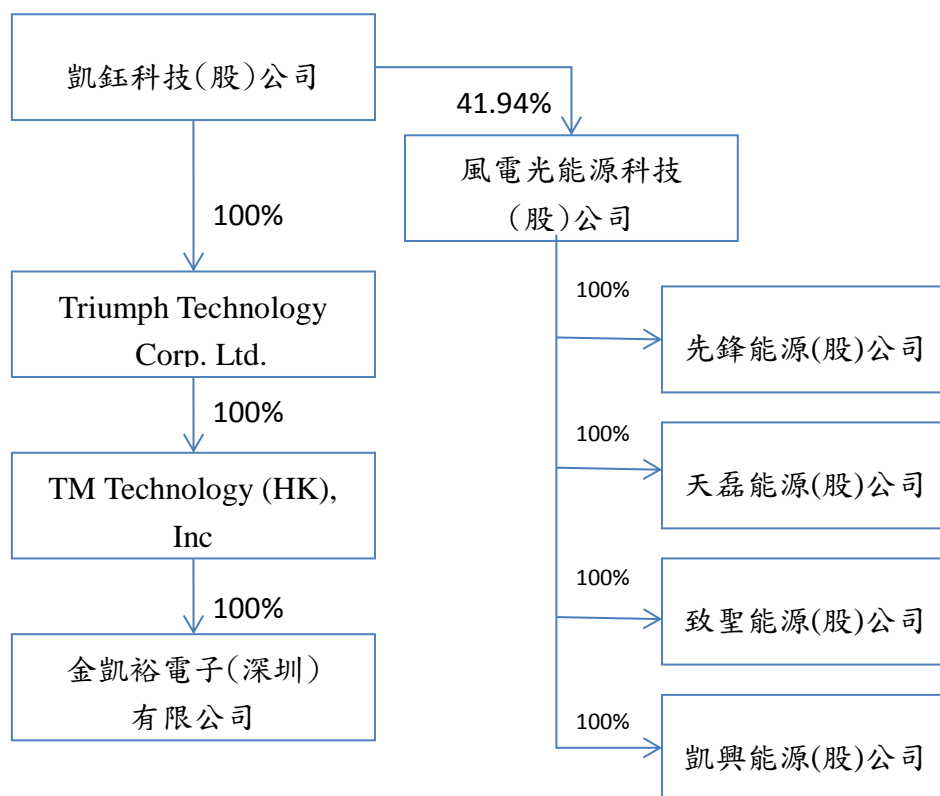 凱鈺科技(股)公司
41.94%
風電光能源科技
(股)公司
100%
Triumph Technology
Corp. Ltd.
100%
TM Technology (HK),
Inc
100%
金凱裕電子(深圳)
有限公司
100%
先鋒能源(股)公司
100%
天磊能源(股)公司
100%
致聖能源(股)公司
100%
凱興能源(股)公司